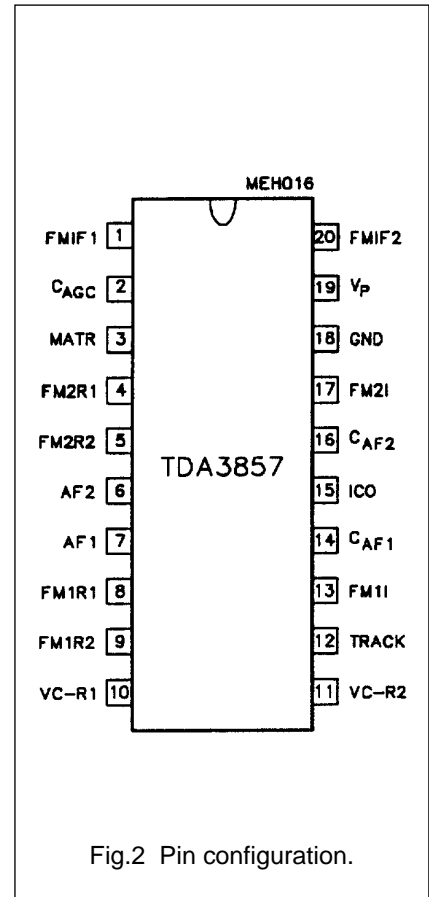 MEH016
FMIF1 1 20 FMIF2
CAGC 2 19 VP
MATR 3 18 GND
FM2R1 4 17 FM2I
FM2R2 5 16 CAF2
AF2 6 15 ICO
AF1 7 14 CAF1
FM1R1 8 13 FM1I
FM1R2 9 12 TRACK
VC-R1 10 11 VC-R2
TDA3857
Fig.2 Pin configuration.